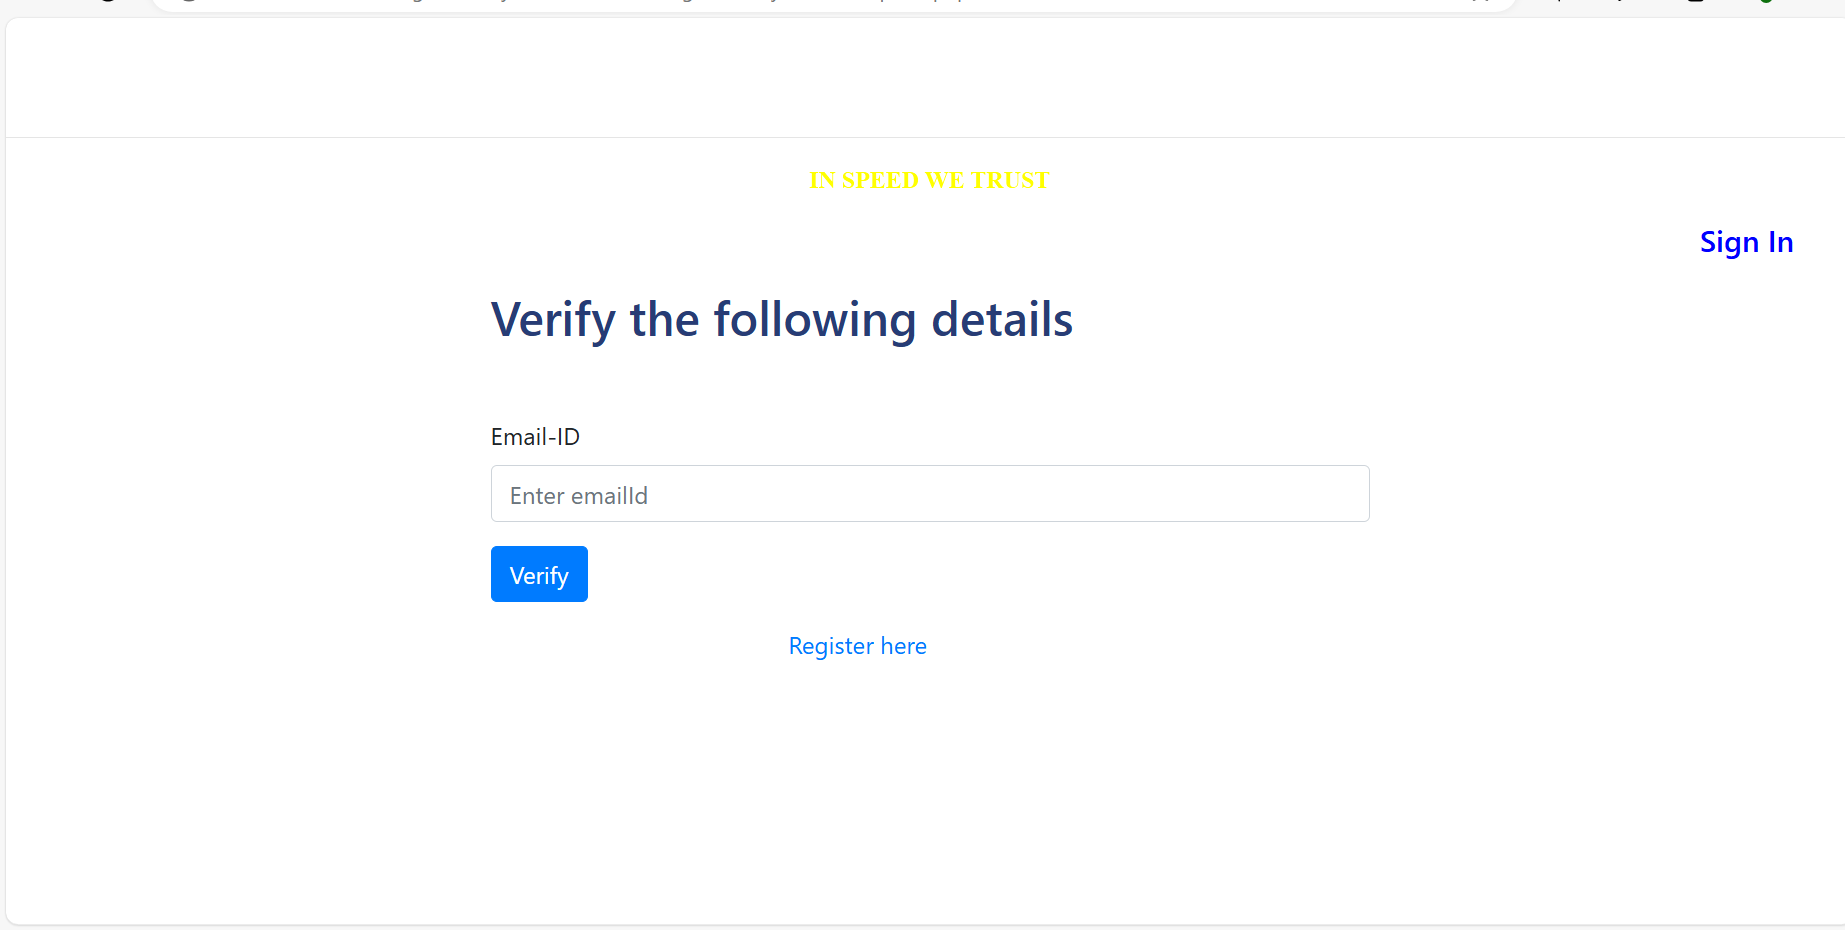 IN SPEED WE TRUST
Sign In
Verify the following details
Email-ID
Enter emailId
Verify
Register here